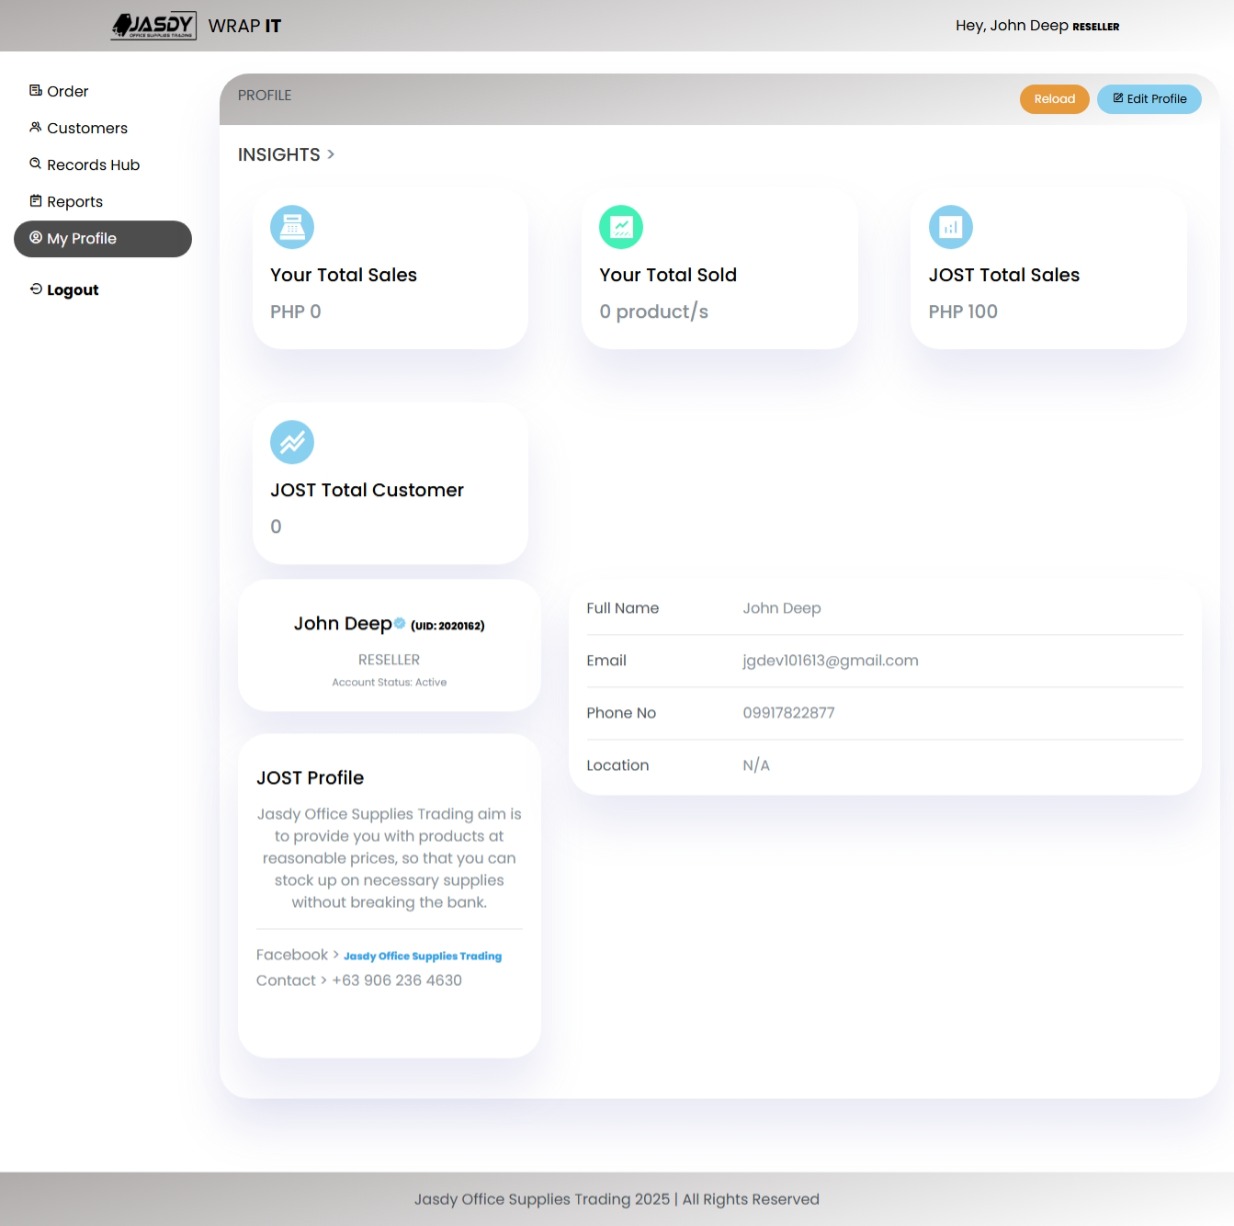 JASDY
OFFICE SUPPLIES TRADING
WRAP IT
Hey, John Deep RESELLER
Order
Customers
Records Hub
Reports
My Profile
Logout
PROFILE
Reload
Edit Profile
INSIGHTS >
Your Total Sales
PHP 0
Your Total Sold
0 product/s
JOST Total Sales
PHP 100
JOST Total Customer
0
John Deep (UID: 2020162)
RESELLER
Account Status: Active
Full Name John Deep
Email jgdev101613@gmail.com
Phone No 09917822877
Location N/A
JOST Profile
Jasdy Office Supplies Trading aim is
to provide you with products at
reasonable prices, so that you can
stock up on necessary supplies
without breaking the bank.
Facebook > Jasdy Office Supplies Trading
Contact > +63 906 236 4630
Jasdy Office Supplies Trading 2025 | All Rights Reserved